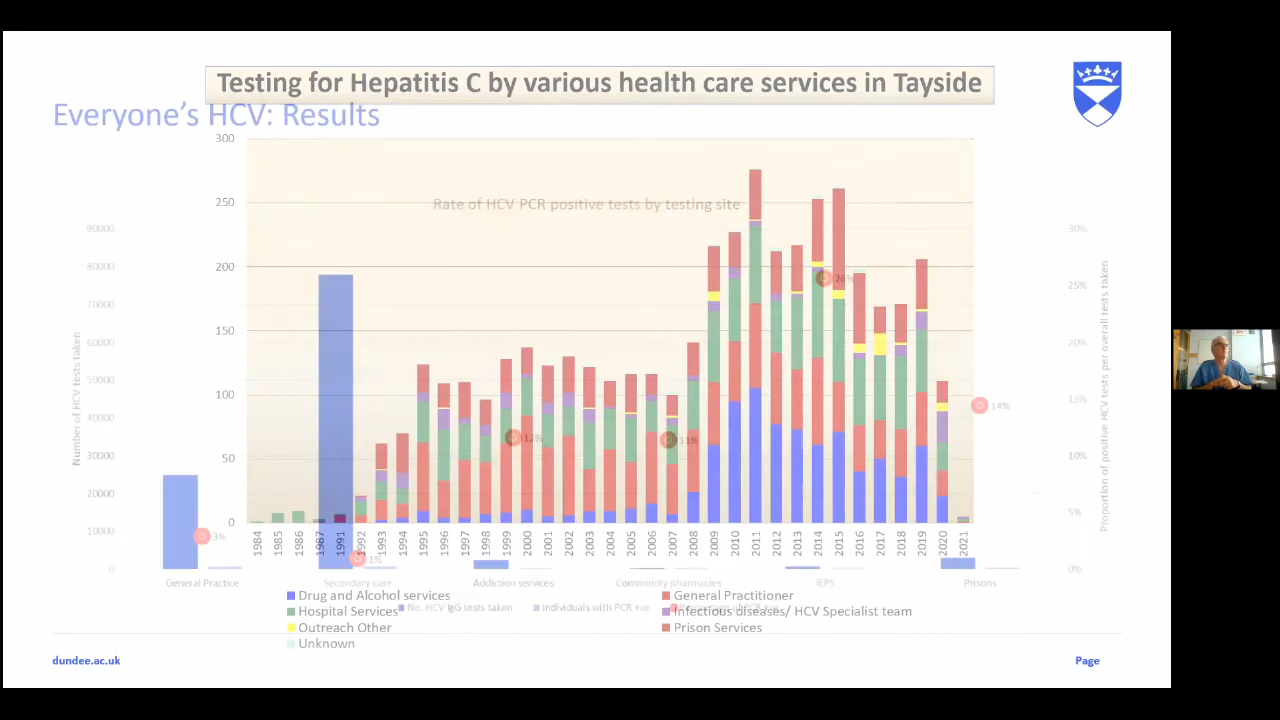 Testing for Hepatitis C by various health care services in Tayside
Everyone's HCV: Results
300
250
200
150
100
50
0
Rate of HCV PCR positive tests by testing site
90000
80000
70000
60000
50000
40000
30000
20000
10000
0
Number of HCV tests taken
30%
25%
20%
15%
10%
5%
0%
Proportion of positive HCV tests per overall tests taken
3%
1%
12%
11%
26%
14%
1984 1985 1986 1987 1991 1992 1993 1994 1995 1996 1997 1998 1999 2000 2001 2002 2003 2004 2005 2006 2007 2008 2009 2010 2011 2012 2013 2014 2015 2016 2017 2018 2019 2020 2021
General Practice Secondary care Addiction services Community pharmacies IEPS Prisons
Drug and Alcohol services General Practitioner
No. HCV IgG tests taken Individuals with PCR +ve
Hospital Services Infectious diseases/ HCV Specialist team
Outreach Other Prison Services
Unknown
dundee.ac.uk Page